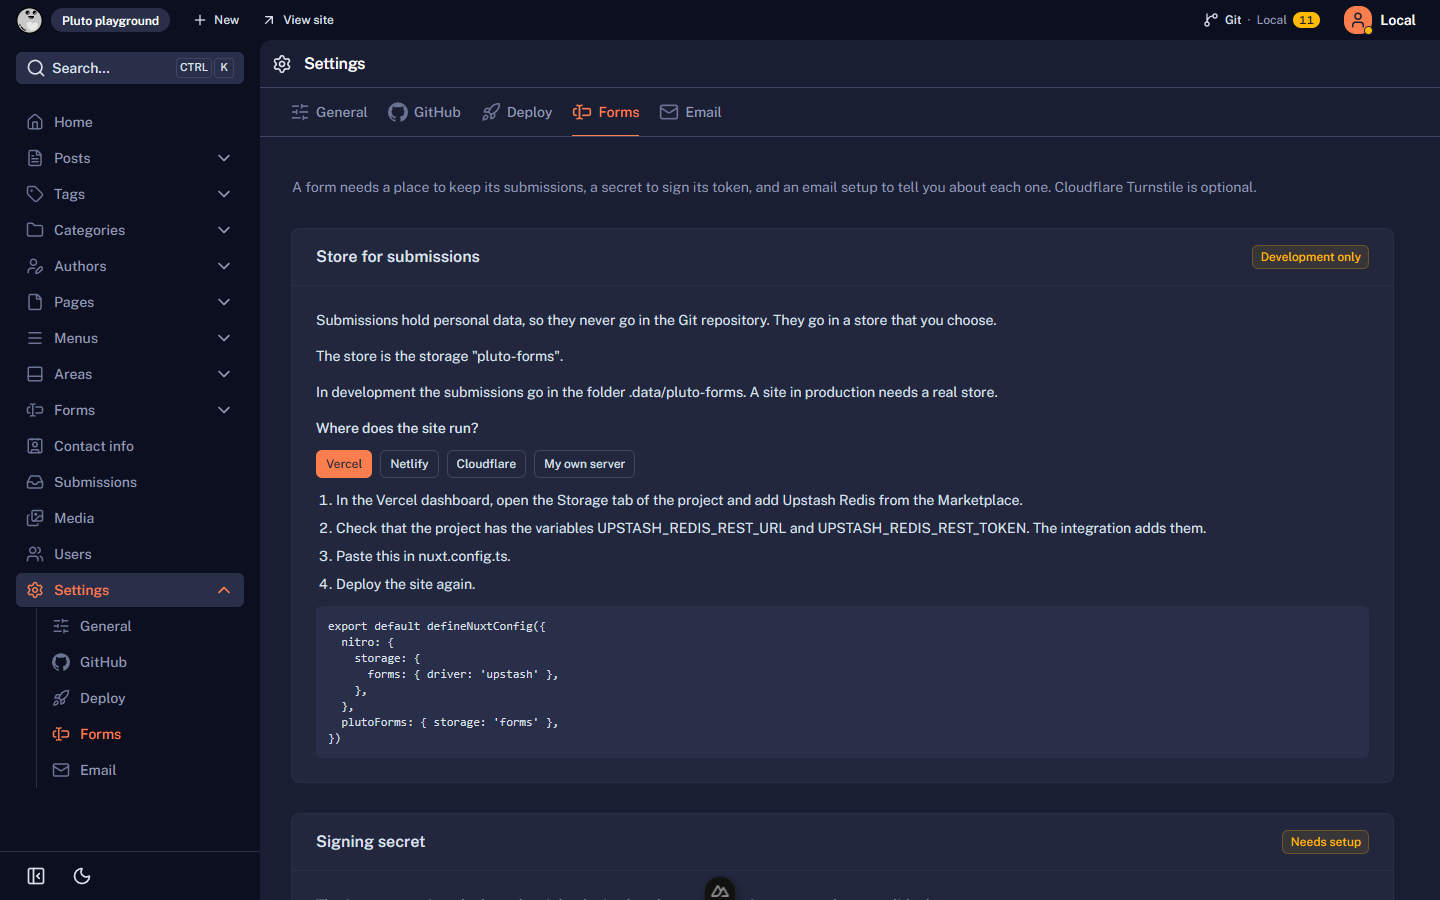 Pluto playground
New
View site
Git · Local 11
Local
Search...
CTRL K
Home
Posts
Tags
Categories
Authors
Pages
Menus
Areas
Forms
Contact info
Submissions
Media
Users
Settings
General
GitHub
Deploy
Forms
Email
Settings
General
GitHub
Deploy
Forms
Email
A form needs a place to keep its submissions, a secret to sign its token, and an email setup to tell you about each one. Cloudflare Turnstile is optional.
Store for submissions
Development only
Submissions hold personal data, so they never go in the Git repository. They go in a store that you choose.
The store is the storage "pluto-forms".
In development the submissions go in the folder .data/pluto-forms. A site in production needs a real store.
Where does the site run?
Vercel
Netlify
Cloudflare
My own server
1. In the Vercel dashboard, open the Storage tab of the project and add Upstash Redis from the Marketplace.
2. Check that the project has the variables UPSTASH_REDIS_REST_URL and UPSTASH_REDIS_REST_TOKEN. The integration adds them.
3. Paste this in nuxt.config.ts.
4. Deploy the site again.
export default defineNuxtConfig({
  nitro: {
    storage: {
      forms: { driver: 'upstash' },
    },
  },
  plutoForms: { storage: 'forms' },
})
Signing secret
Needs setup